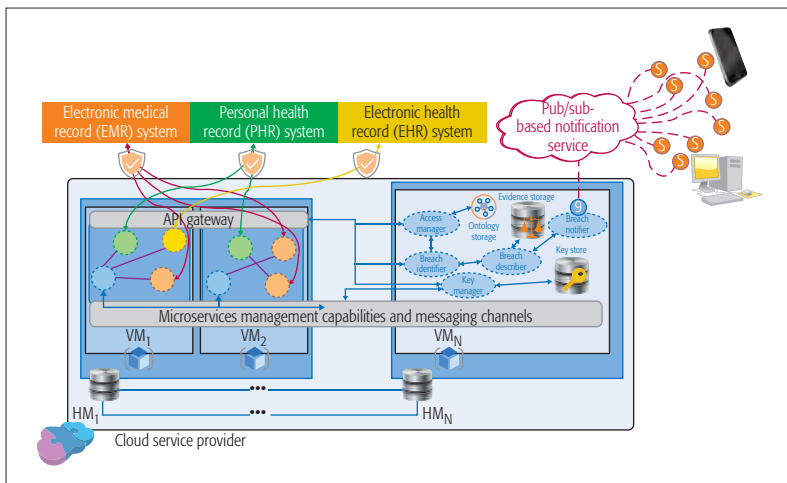 Electronic medical
record (EMR) system
Personal health
record (PHR) system
Electronic health
record (EHR) system
Pub/sub-
based notification
service
S
S
S
S
S
S
S
S
9
API gateway
Access
manager
Ontology
storage
Evidence storage
Breach
notifier
Breach
identifier
Breach
describer
Key store
Key
manager
Microservices management capabilities and messaging channels
VM1
VM2
VMN
•••
•••
HM1
HMN
Cloud service provider